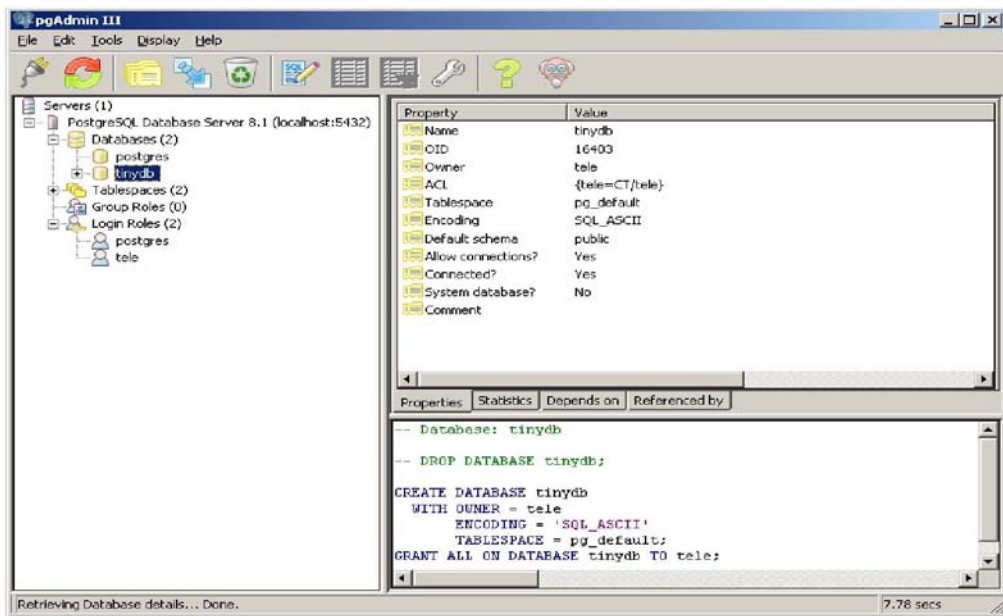 pgAdmin III
File Edit Tools Display Help
SQL
Servers (1)
PostgreSQL Database Server 8.1 (localhost:5432)
Databases (2)
postgres
tinydb
Tablespaces (2)
Group Roles (0)
Login Roles (2)
postgres
tele
Property Value
Name tinydb
OID 16403
Owner tele
ACL {tele=CT/tele}
Tablespace pg_default
Encoding SQL_ASCII
Default schema public
Allow connections? Yes
Connected? Yes
System database? No
Comment
Properties Statistics Depends on Referenced by
-- Database: tinydb
-- DROP DATABASE tinydb;
CREATE DATABASE tinydb
WITH OWNER = tele
ENCODING = 'SQL_ASCII'
TABLESPACE = pg_default;
GRANT ALL ON DATABASE tinydb TO tele;
Retrieving Database details... Done. 7.78 secs